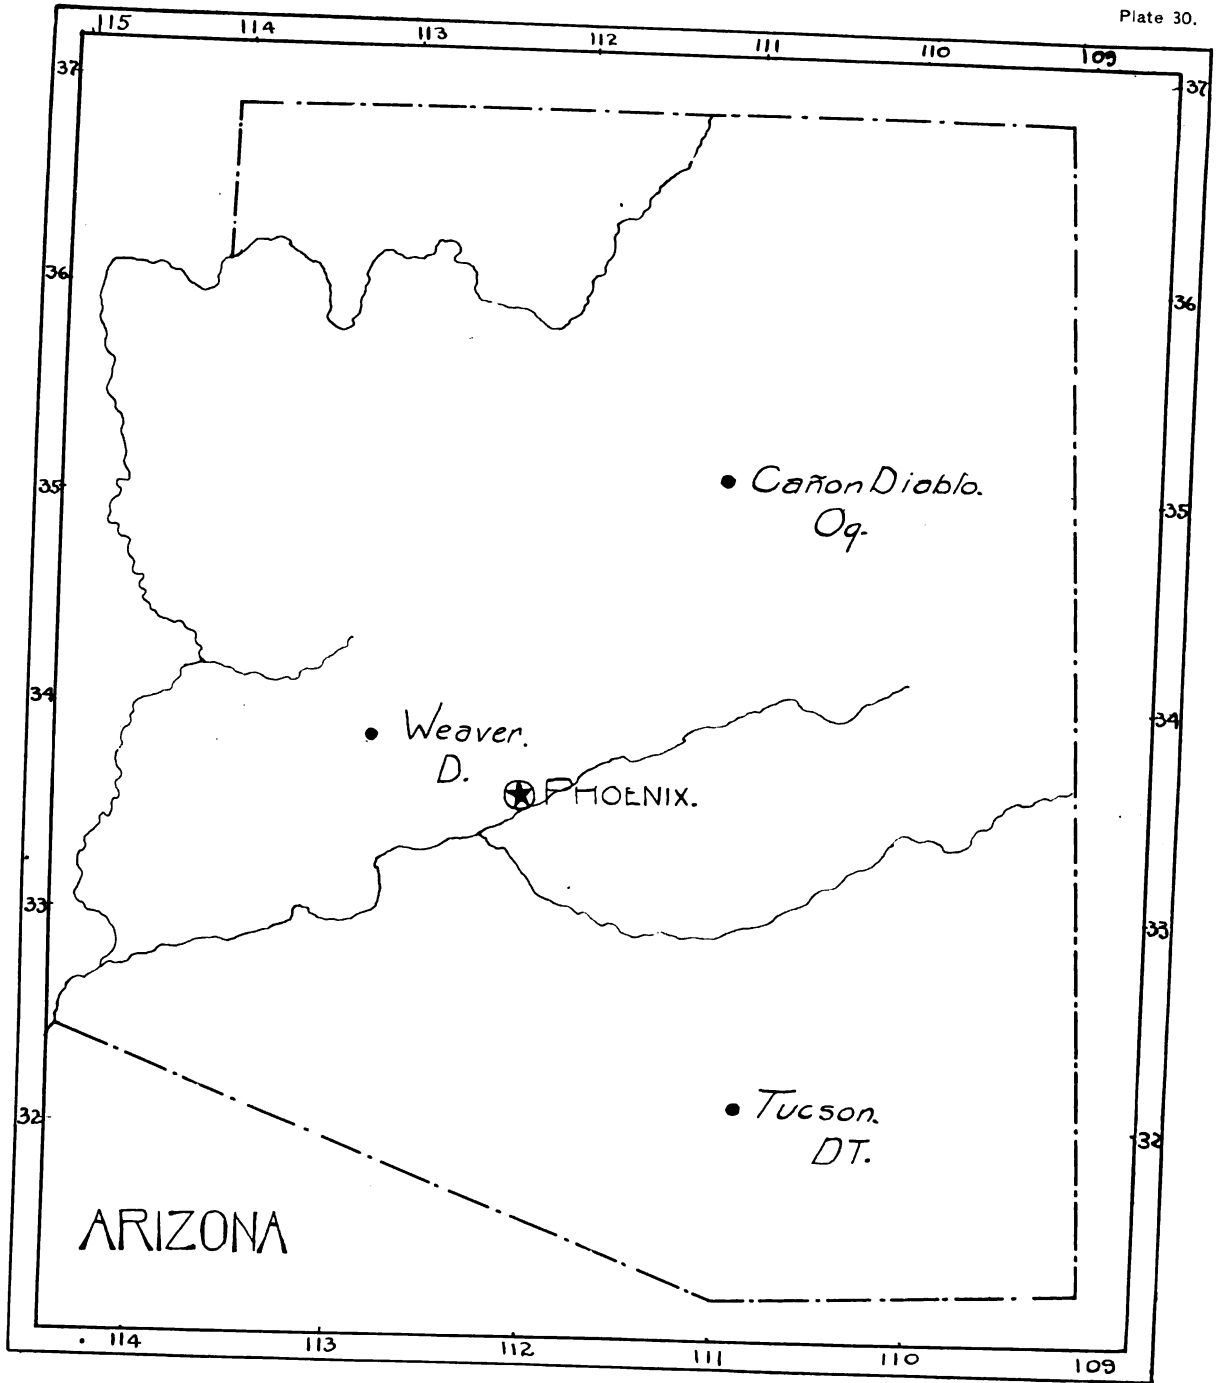 Plate 30.
115 114 113 112 111 110 109
37 37
36 36
Cañon Diablo.
35 35
Oq.
34 34
Weaver.
D.
PHOENIX.
33 33
Tucson.
32 32
DT.
ARIZONA
114 113 112 111 110 109